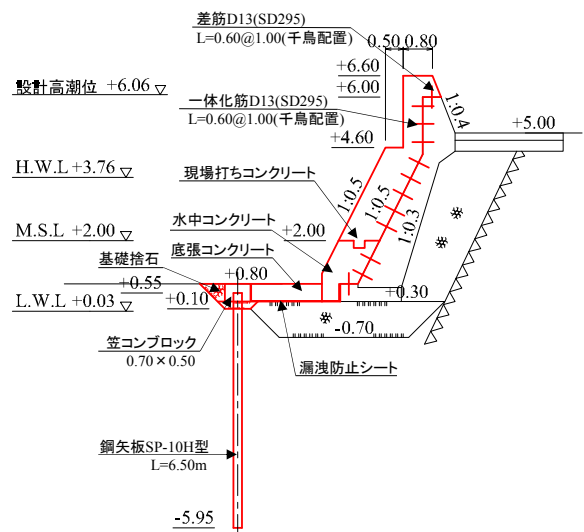 差筋D13(SD295)
L=0.60@1.00(千鳥配置)
0.50 0.80
+6.60
設計高潮位 +6.06
+6.00
一体化筋D13(SD295)
L=0.60@1.00(千鳥配置)
1:0.4
+5.00
+4.60
H.W.L +3.76
現場打ちコンクリート
1:0.5
1:0.5
1:0.3
水中コンクリート
M.S.L +2.00
+2.00
底張コンクリート
基礎捨石
+0.80
+0.55
L.W.L +0.03
+0.10
+0.30
-0.70
笠コンブロック
0.70×0.50
漏洩防止シート
鋼矢板SP-10H型
L=6.50m
-5.95